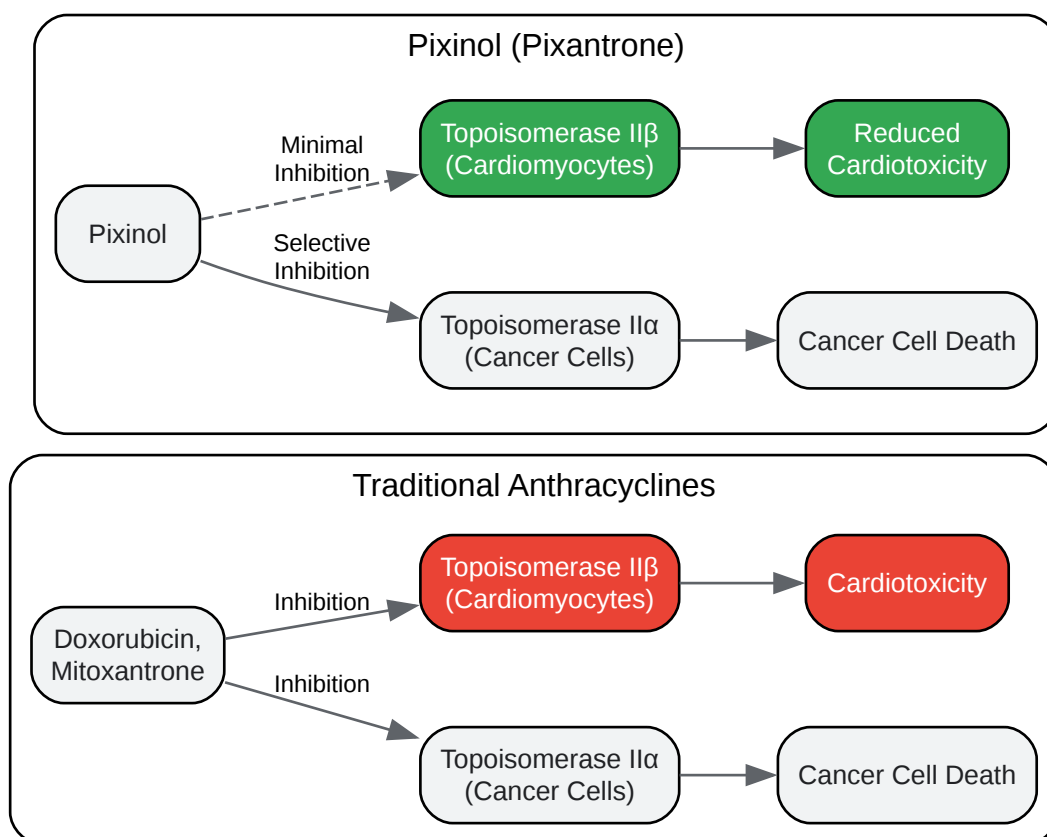 Pixinol (Pixantrone)
Minimal
Inhibition
Topoisomerase IIβ
(Cardiomyocytes)
Reduced
Cardiotoxicity
Pixinol
Selective
Inhibition
Topoisomerase IIα
(Cancer Cells)
Cancer Cell Death
Traditional Anthracyclines
Inhibition
Topoisomerase IIβ
(Cardiomyocytes)
Cardiotoxicity
Doxorubicin,
Mitoxantrone
Inhibition
Topoisomerase IIα
(Cancer Cells)
Cancer Cell Death